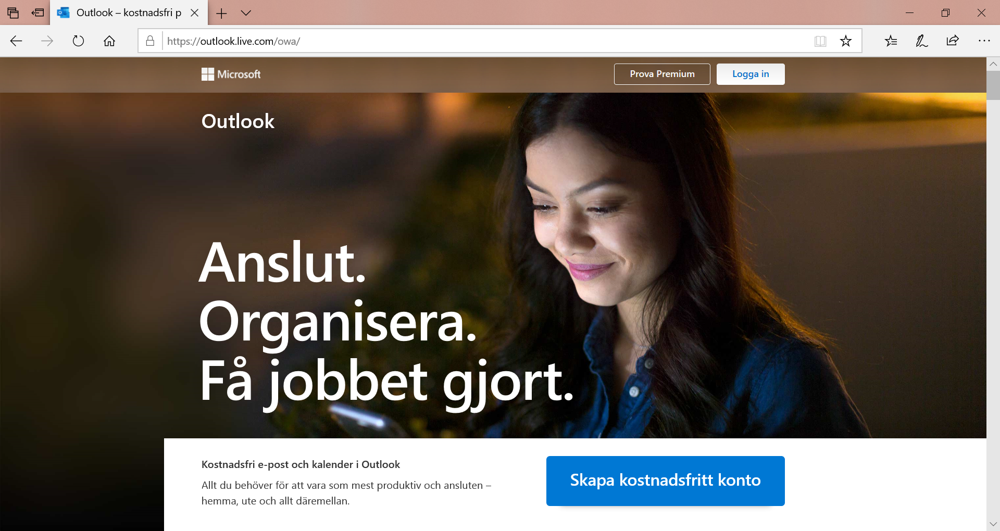 Outlook – kostnadsfri p
https://outlook.live.com/owa/
Microsoft
Prova Premium
Logga in
Outlook
Anslut.
Organisera.
Få jobbet gjort.
Kostnadsfri e-post och kalender i Outlook
Allt du behöver för att vara som mest produktiv och ansluten –
hemma, ute och allt däremellan.
Skapa kostnadsfritt konto